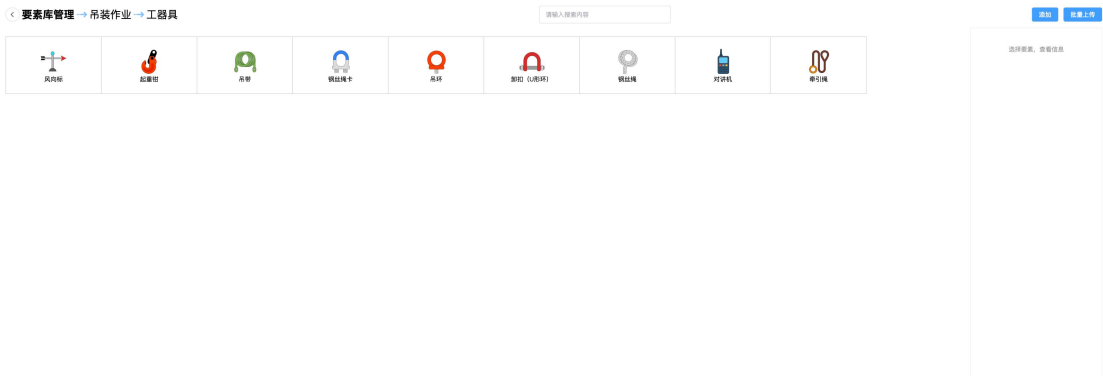 要素库管理 → 吊装作业 → 工器具
请输入搜索内容
添加
批量上传
风向标
起重钳
吊带
钢丝绳卡
吊环
卸扣（U形环）
钢丝绳
对讲机
牵引绳
选择要素，查看信息